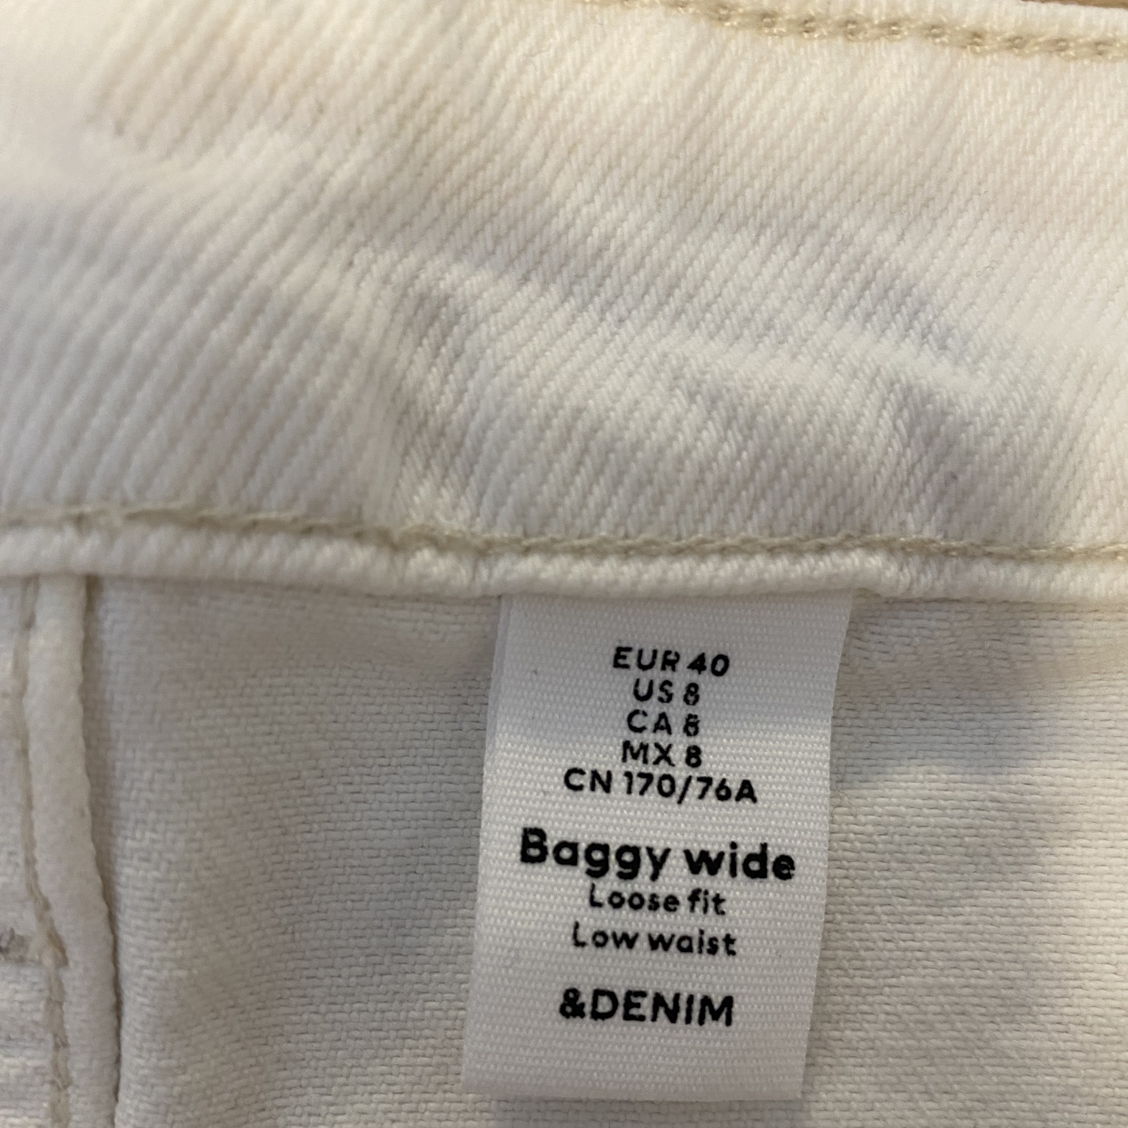 EUR 40
US 8
CA 8
MX 8
CN 170/76A
Baggy wide
Loose fit
Low waist
&DENIM